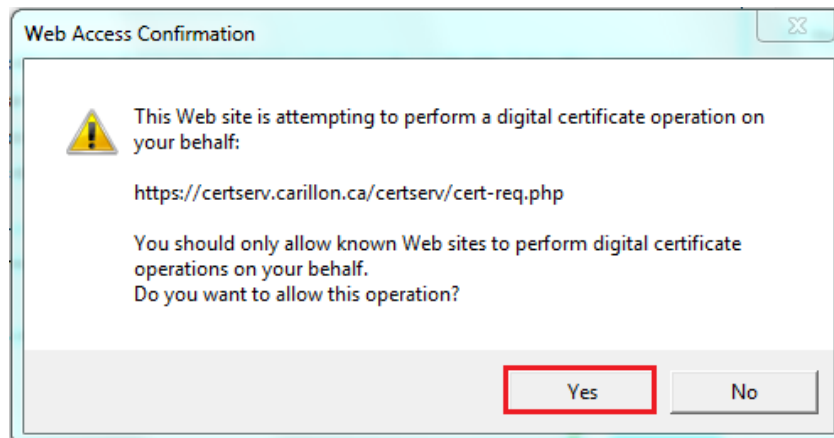 Web Access Confirmation
This Web site is attempting to perform a digital certificate operation on
your behalf:
https://certserv.carillon.ca/certserv/cert-req.php
You should only allow known Web sites to perform digital certificate
operations on your behalf.
Do you want to allow this operation?
Yes No